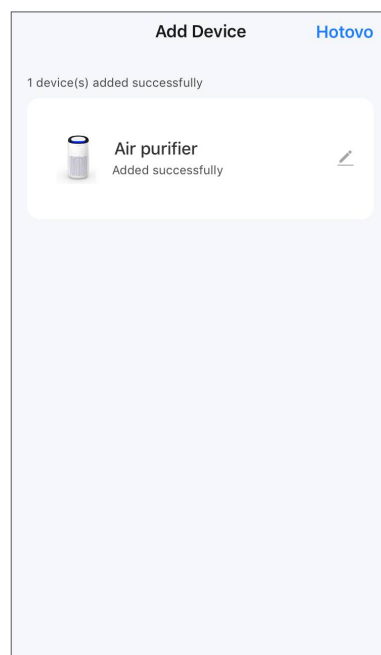 Add Device
Hotovo
1 device(s) added successfully
Air purifier
Added successfully